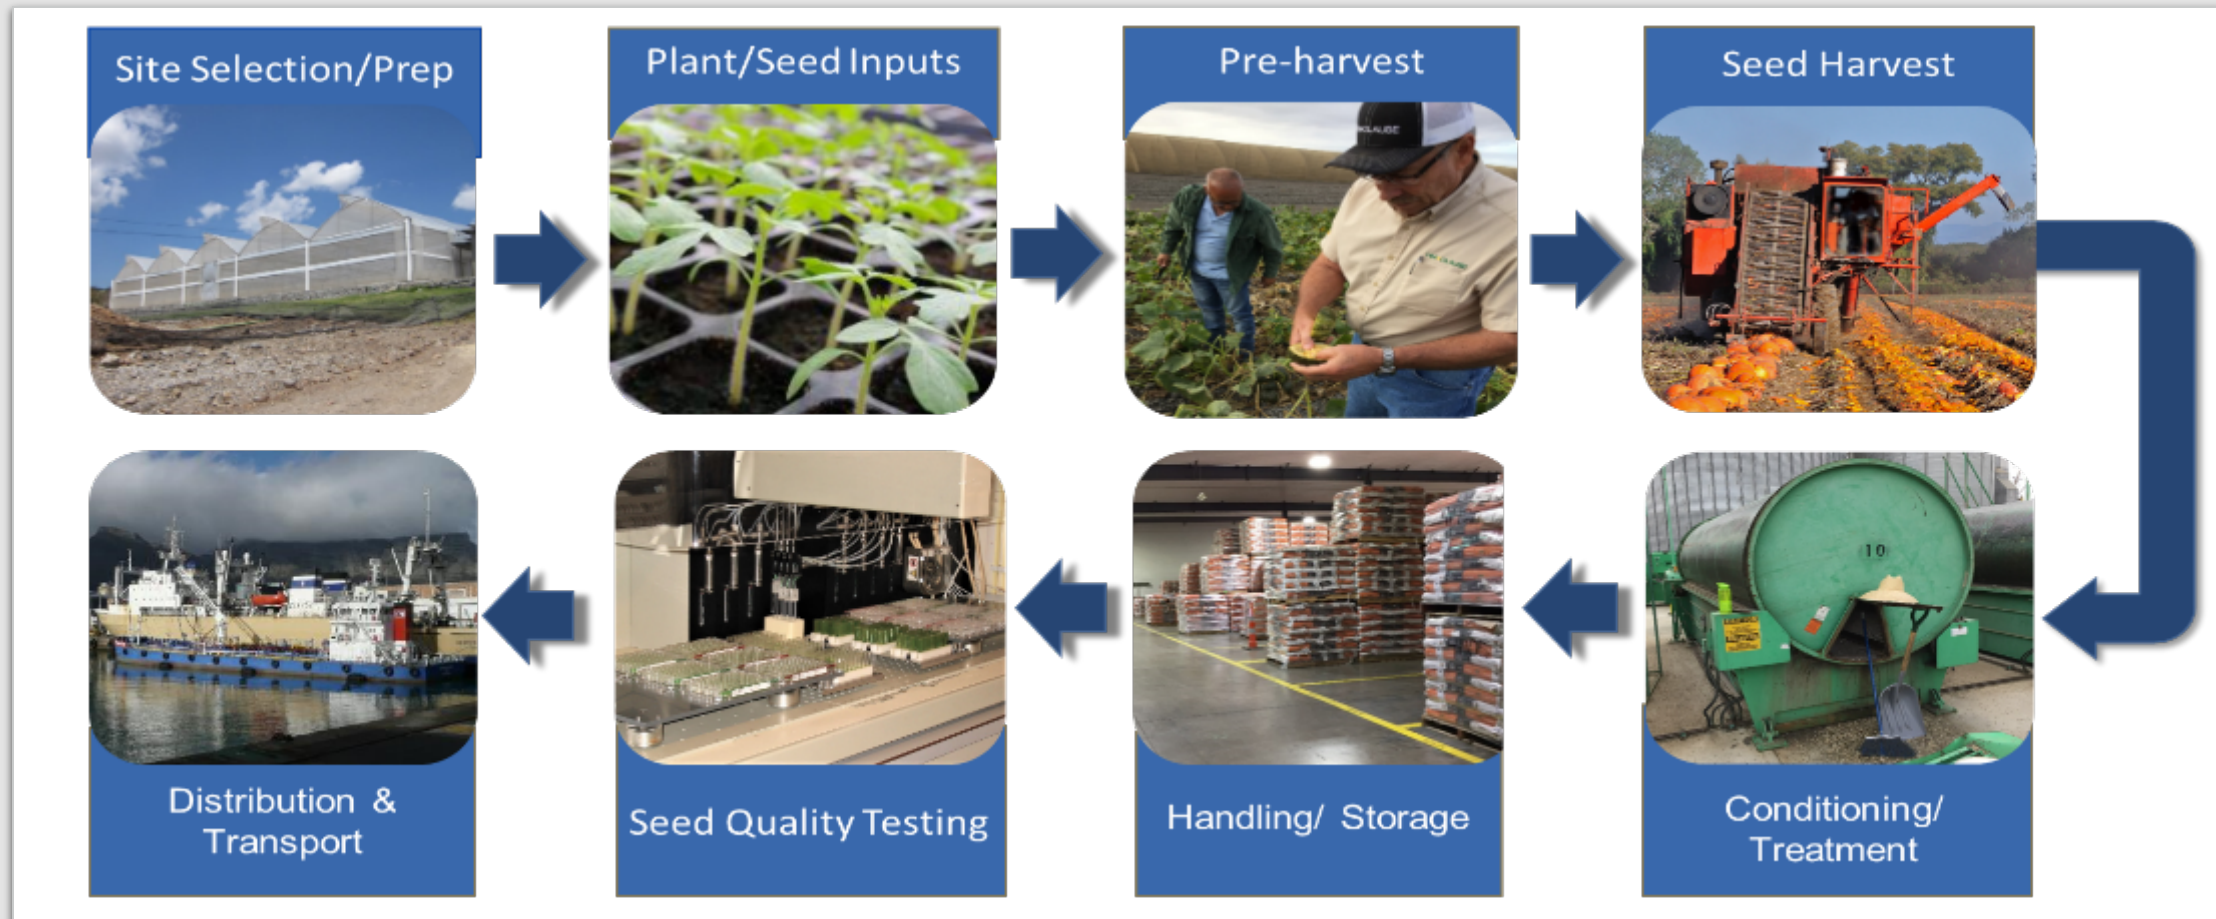 Site Selection/Prep
Plant/Seed Inputs
Pre-harvest
Seed Harvest
10
Distribution &
Transport
Seed Quality Testing
Handling/ Storage
Conditioning/
Treatment